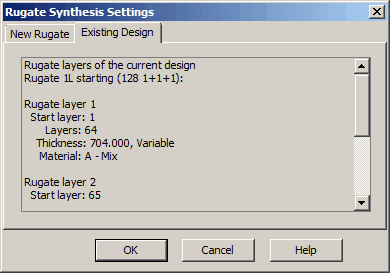 Rugate Synthesis Settings
New Rugate
Existing Design
Rugate layers of the current design
Rugate 1L starting (128 1+1+1):
Rugate layer 1
Start layer: 1
Layers: 64
Thickness: 704.000, Variable
Material: A - Mix
Rugate layer 2
Start layer: 65
OK
Cancel
Help